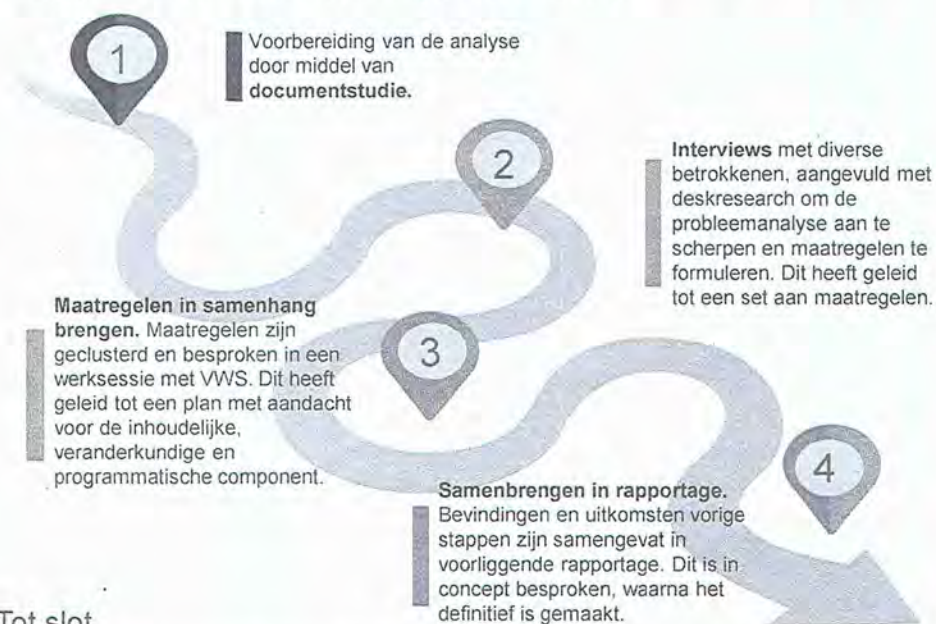 1
Voorbereiding van de analyse
door middel van
documentstudie.
2
Interviews met diverse
betrokkenen, aangevuld met
deskresearch om de
probleemanalyse aan te
scherpen en maatregelen te
formuleren. Dit heeft geleid
tot een set aan maatregelen.
Maatregelen in samenhang
brengen. Maatregelen zijn
geclusterd en besproken in een
werksessie met VWS. Dit heeft
geleid tot een plan met aandacht
voor de inhoudelijke,
veranderkundige en
programmatische component.
3
4
Samenbrengen in rapportage.
Bevindingen en uitkomsten vorige
stappen zijn samengevat in
voorliggende rapportage. Dit is in
concept besproken, waarna het
definitief is gemaakt.
Tot slot